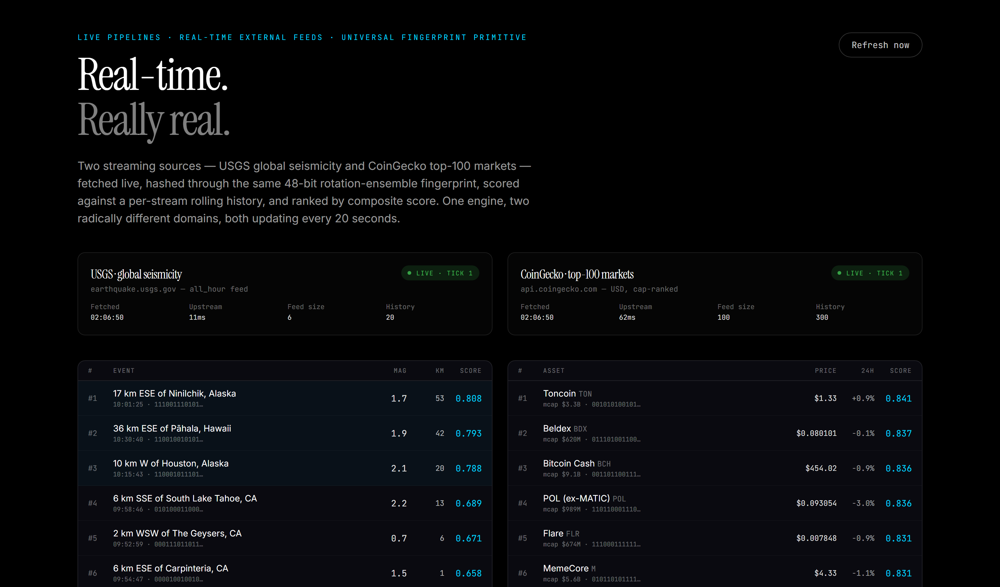 LIVE PIPELINES · REAL-TIME EXTERNAL FEEDS · UNIVERSAL FINGERPRINT PRIMITIVE
Refresh now
Real-time.
Really real.
Two streaming sources — USGS global seismicity and CoinGecko top-100 markets —
fetched live, hashed through the same 48-bit rotation-ensemble fingerprint, scored
against a per-stream rolling history, and ranked by composite score. One engine, two
radically different domains, both updating every 20 seconds.
USGS · global seismicity
LIVE · TICK 1
earthquake.usgs.gov — all_hour feed
Fetched Upstream Feed size History
02:06:50 11ms 6 20
CoinGecko · top-100 markets
LIVE · TICK 1
api.coingecko.com — USD, cap-ranked
Fetched Upstream Feed size History
02:06:50 62ms 100 300
# EVENT MAG KM SCORE
#1 17 km ESE of Ninilchik, Alaska 1.7 53 0.808
10:01:25 · 111001110101…
#2 36 km ESE of Pāhala, Hawaii 1.9 42 0.793
10:30:40 · 110010010101…
#3 10 km W of Houston, Alaska 2.1 20 0.788
10:15:43 · 110001011101…
#4 6 km SSE of South Lake Tahoe, CA 2.2 13 0.689
09:58:46 · 010100011000…
#5 2 km WSW of The Geysers, CA 0.7 6 0.671
09:52:59 · 000111011011…
#6 6 km ESE of Carpinteria, CA 1.5 1 0.658
09:54:47 · 000010010010…
# ASSET PRICE 24H SCORE
#1 Toncoin TON $1.33 +0.9% 0.841
mcap $3.3B · 001010100101…
#2 Beldex BDX $0.080101 -0.1% 0.837
mcap $620M · 011101001100…
#3 Bitcoin Cash BCH $454.02 -0.9% 0.836
mcap $9.1B · 001101100111…
#4 POL (ex-MATIC) POL $0.093054 -3.0% 0.836
mcap $989M · 110110001110…
#5 Flare FLR $0.007848 -0.9% 0.831
mcap $674M · 111000111111…
#6 MemeCore M $4.33 -1.1% 0.831
mcap $5.6B · 010110101111…